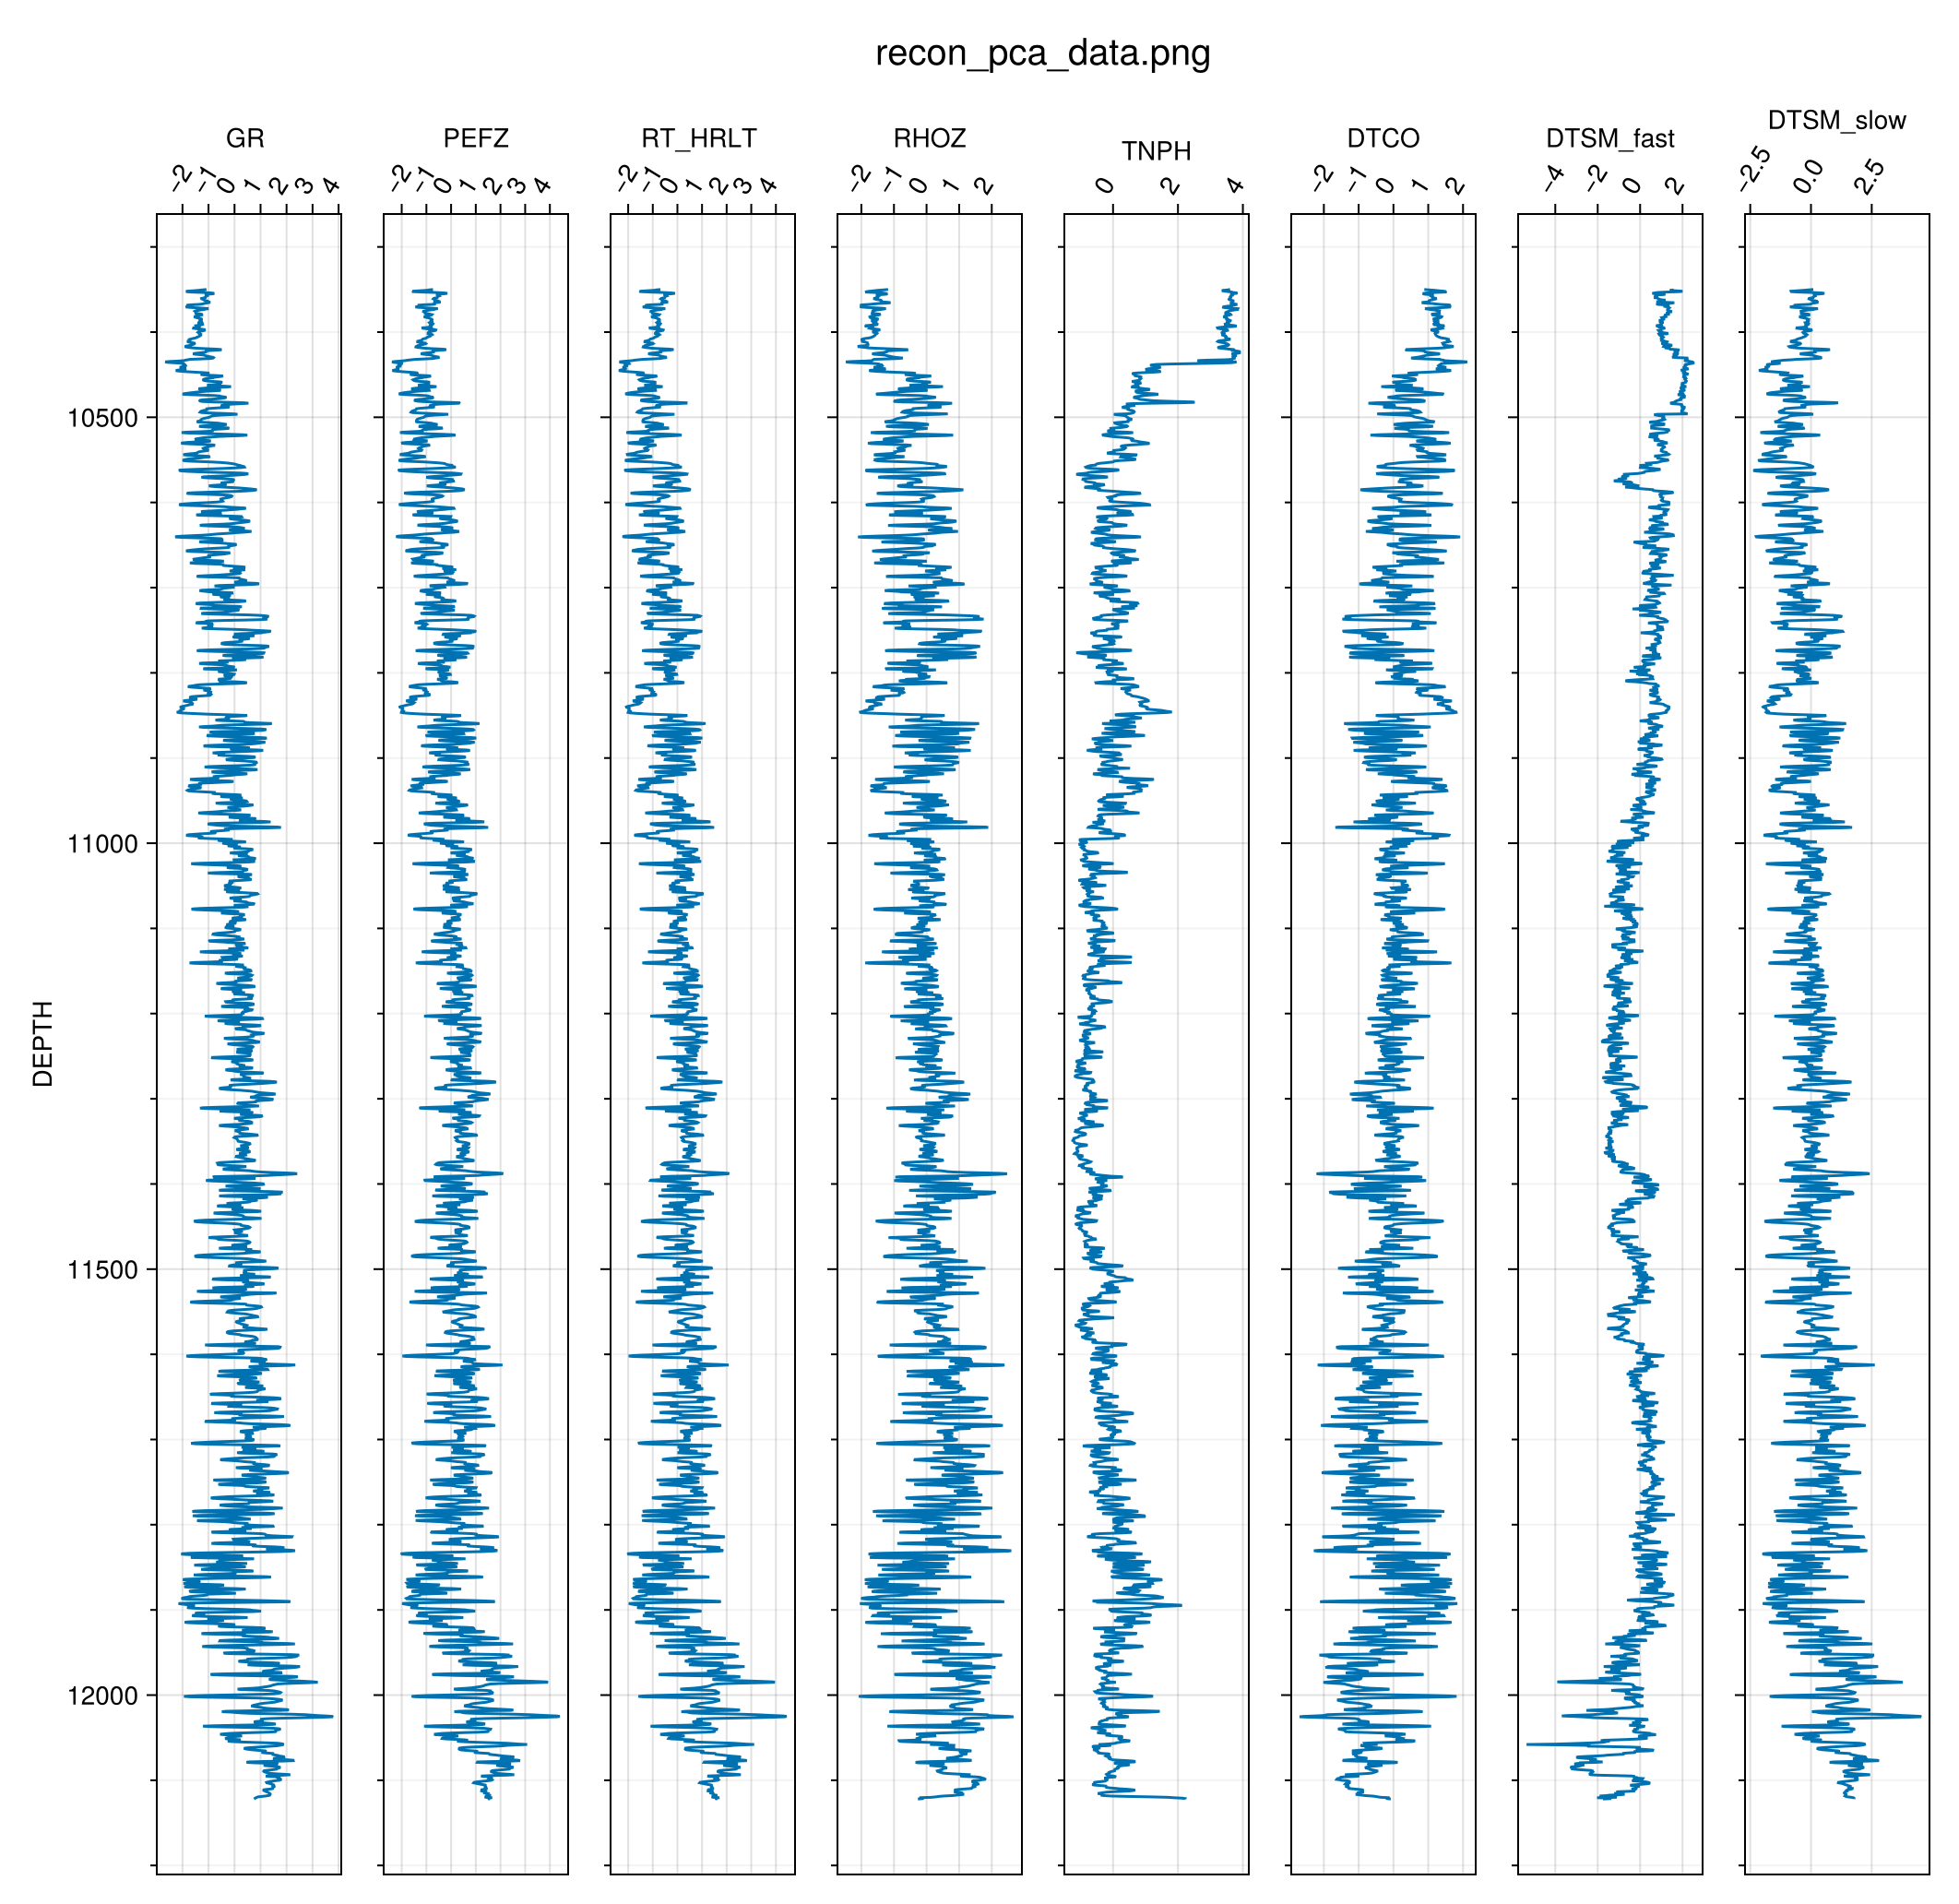 recon_pca_data.png
GR PEFZ RT_HRLT RHOZ TNPH DTCO DTSM_fast DTSM_slow
−2 −1 0 1 2 3 4 −2 −1 0 1 2 3 4 −2 −1 0 1 2 3 4 −2 −1 0 1 2 0 2 4 −2 −1 0 1 2 −4 −2 0 2 −2.5 0.0 2.5
10500
11000
DEPTH
11500
12000